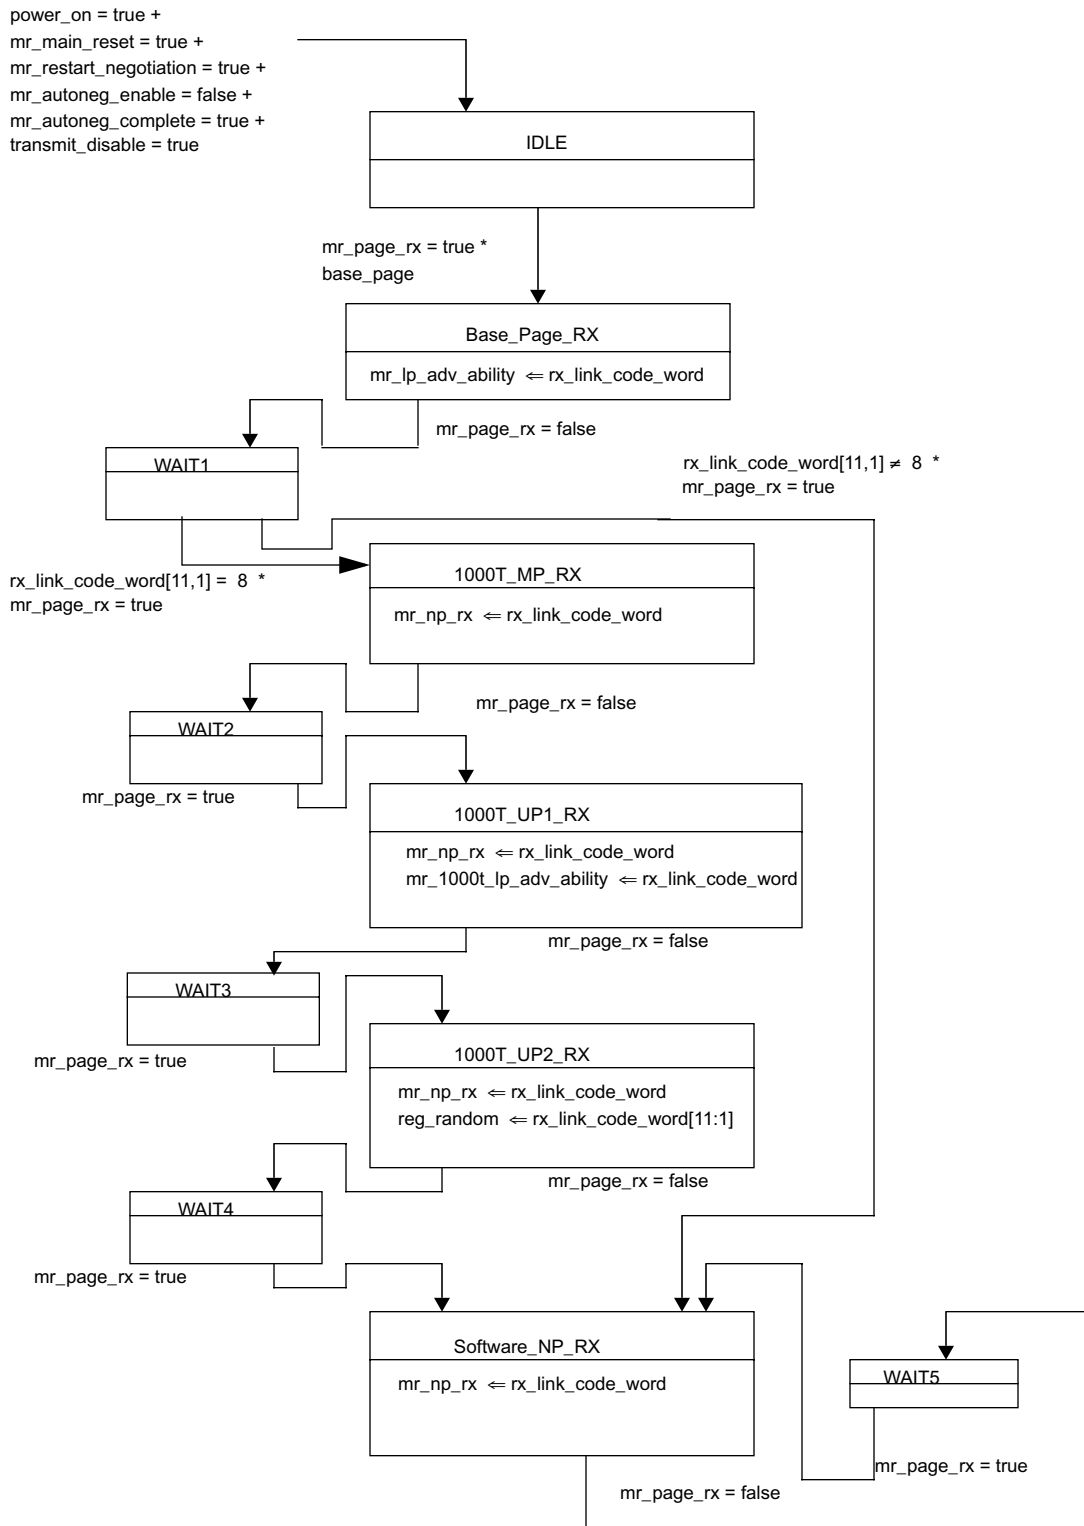 power_on = true +
mr_main_reset = true +
mr_restart_negotiation = true +
mr_autoneg_enable = false +
mr_autoneg_complete = true +
transmit_disable = true
IDLE
mr_page_rx = true *
base_page
Base_Page_RX
mr_lp_adv_ability ⇐ rx_link_code_word
mr_page_rx = false
WAIT1
rx_link_code_word[11,1] ≠ 8 *
mr_page_rx = true
rx_link_code_word[11,1] = 8 *
mr_page_rx = true
1000T_MP_RX
mr_np_rx ⇐ rx_link_code_word
mr_page_rx = false
WAIT2
mr_page_rx = true
1000T_UP1_RX
mr_np_rx ⇐ rx_link_code_word
mr_1000t_lp_adv_ability ⇐ rx_link_code_word
mr_page_rx = false
WAIT3
mr_page_rx = true
1000T_UP2_RX
mr_np_rx ⇐ rx_link_code_word
reg_random ⇐ rx_link_code_word[11:1]
mr_page_rx = false
WAIT4
mr_page_rx = true
Software_NP_RX
mr_np_rx ⇐ rx_link_code_word
WAIT5
mr_page_rx = true
mr_page_rx = false